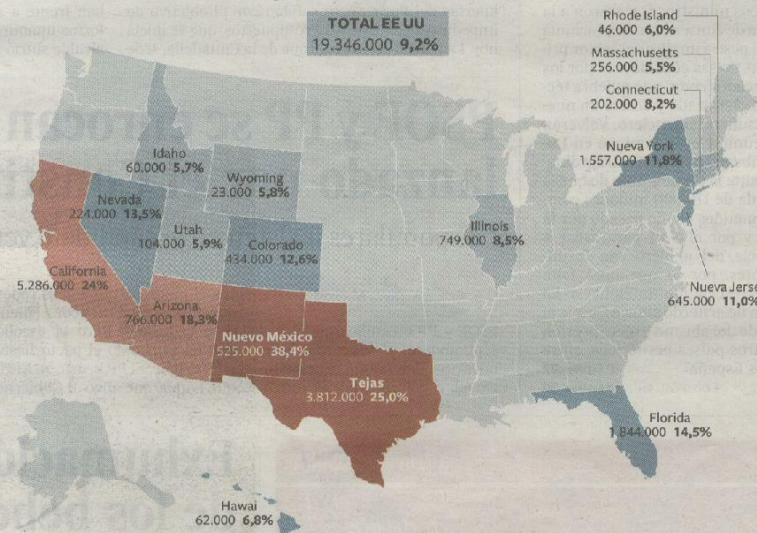 TOTAL EE UU
19.346.000 9,2%
Rhode Island
46.000 6,0%
Massachusetts
256.000 5,5%
Connecticut
202.000 8,2%
Nueva York
1.557.000 11,8%
Idaho
60.000 5,7%
Wyoming
23.000 5,8%
Nevada
224.000 13,5%
Utah
104.000 5,9%
Colorado
434.000 12,6%
Illinois
749.000 8,5%
California
5.286.000 24%
Arizona
766.000 18,3%
Nueva Jerse
645.000 11,0%
Nuevo México
525.000 38,4%
Tejas
3.812.000 25,0%
Florida
1.844.000 14,5%
Hawai
62.000 6,8%